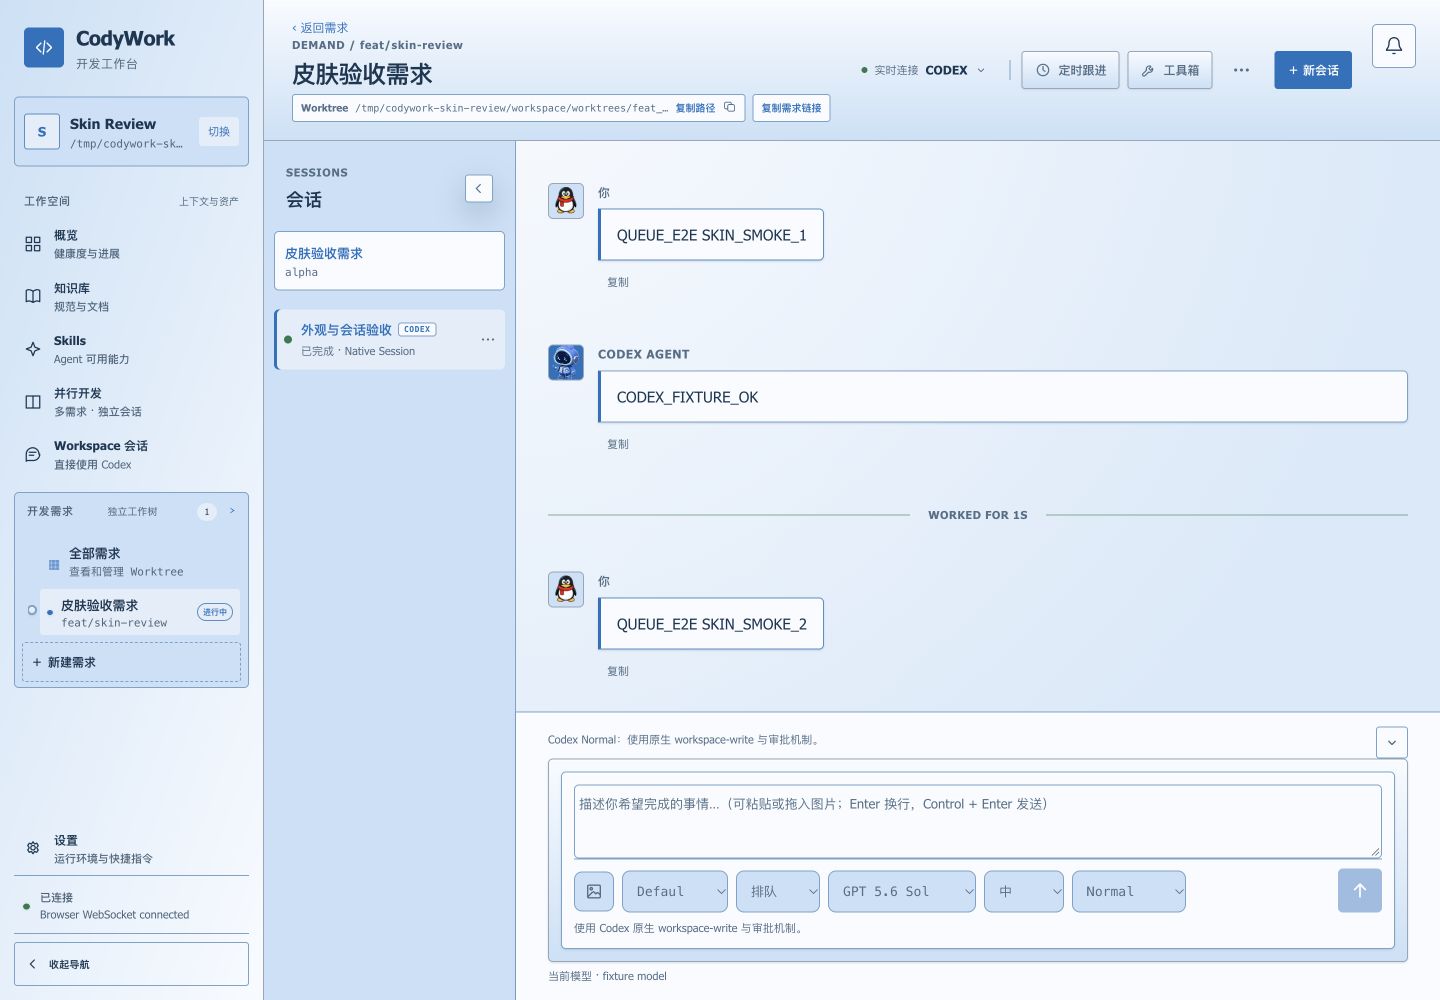 CodyWork
开发工作台
S
Skin Review
/tmp/codywork-sk…
切换
工作空间
上下文与资产
概览
健康度与进展
知识库
规范与文档
Skills
Agent 可用能力
并行开发
多需求 · 独立会话
Workspace 会话
直接使用 Codex
开发需求
独立工作树
1
>
全部需求
查看和管理 Worktree
皮肤验收需求
feat/skin-review
进行中
+ 新建需求
设置
运行环境与快捷指令
已连接
Browser WebSocket connected
收起导航
‹ 返回需求
DEMAND / feat/skin-review
皮肤验收需求
Worktree /tmp/codywork-skin-review/workspace/worktrees/feat_… 复制路径
复制需求链接
实时连接 CODEX
定时跟进
工具箱
···
+ 新会话
SESSIONS
会话
皮肤验收需求
alpha
外观与会话验收 CODEX
已完成 · Native Session
···
你
QUEUE_E2E SKIN_SMOKE_1
复制
CODEX AGENT
CODEX_FIXTURE_OK
复制
WORKED FOR 1S
你
QUEUE_E2E SKIN_SMOKE_2
复制
Codex Normal：使用原生 workspace-write 与审批机制。
描述你希望完成的事情...（可粘贴或拖入图片；Enter 换行，Control + Enter 发送）
Defaul
排队
GPT 5.6 Sol
中
Normal
使用 Codex 原生 workspace-write 与审批机制。
当前模型 · fixture model